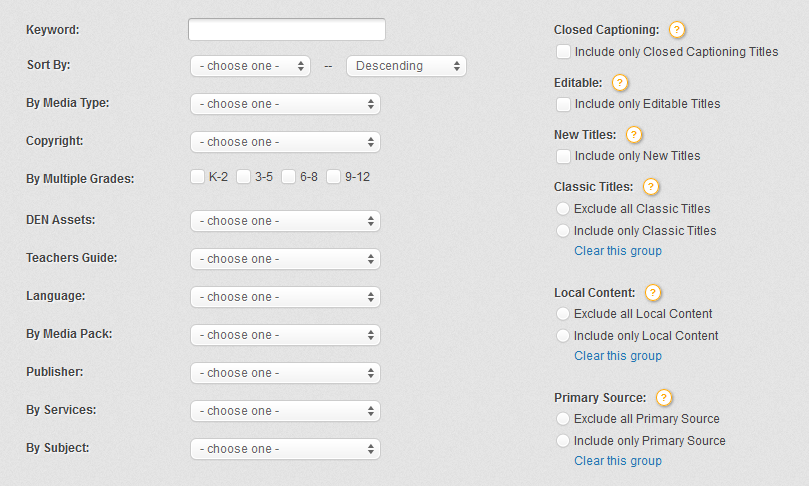 Keyword:
Sort By: - choose one - -- Descending
By Media Type: - choose one -
Copyright: - choose one -
By Multiple Grades: K-2 3-5 6-8 9-12
DEN Assets: - choose one -
Teachers Guide: - choose one -
Language: - choose one -
By Media Pack: - choose one -
Publisher: - choose one -
By Services: - choose one -
By Subject: - choose one -
Closed Captioning: ?
Include only Closed Captioning Titles
Editable: ?
Include only Editable Titles
New Titles: ?
Include only New Titles
Classic Titles: ?
Exclude all Classic Titles
Include only Classic Titles
Clear this group
Local Content: ?
Exclude all Local Content
Include only Local Content
Clear this group
Primary Source: ?
Exclude all Primary Source
Include only Primary Source
Clear this group